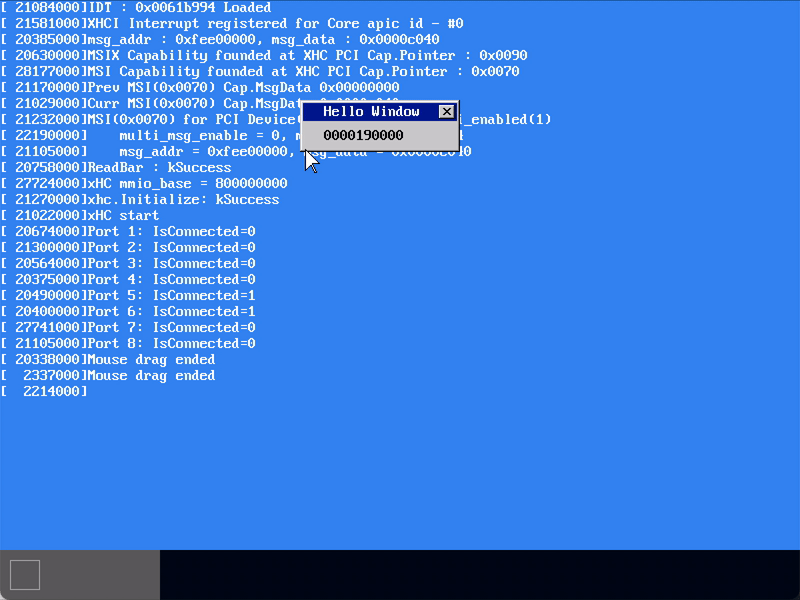 [ 21084000]IDT : 0x0061b994 Loaded
[ 21581000]XHCI Interrupt registered for Core apic id - #0
[ 20385000]msg_addr : 0xfee00000, msg_data : 0x0000c040
[ 20630000]MSIX Capability founded at XHC PCI Cap.Pointer : 0x0090
[ 28177000]MSI Capability founded at XHC PCI Cap.Pointer : 0x0070
[ 21170000]Prev MSI(0x0070) Cap.MsgData 0x00000000
[ 21029000]Curr MSI(0x0070) Cap.MsgDat
[ 21232000]MSI(0x0070) for PCI Device( i_enabled(1)
[ 22190000]    multi_msg_enable = 0, m
[ 21105000]    msg_addr = 0xfee00000, msg_data = 0x0000c040
[ 20758000]ReadBar : kSuccess
[ 27724000]xHC mmio_base = 800000000
[ 21270000]xhc.Initialize: kSuccess
[ 21022000]xHC start
[ 20674000]Port 1: IsConnected=0
[ 21300000]Port 2: IsConnected=0
[ 20564000]Port 3: IsConnected=0
[ 20375000]Port 4: IsConnected=0
[ 20490000]Port 5: IsConnected=1
[ 20400000]Port 6: IsConnected=1
[ 27741000]Port 7: IsConnected=0
[ 21105000]Port 8: IsConnected=0
[ 20338000]Mouse drag ended
[  2337000]Mouse drag ended
[  2214000]
Hello Window
0000190000